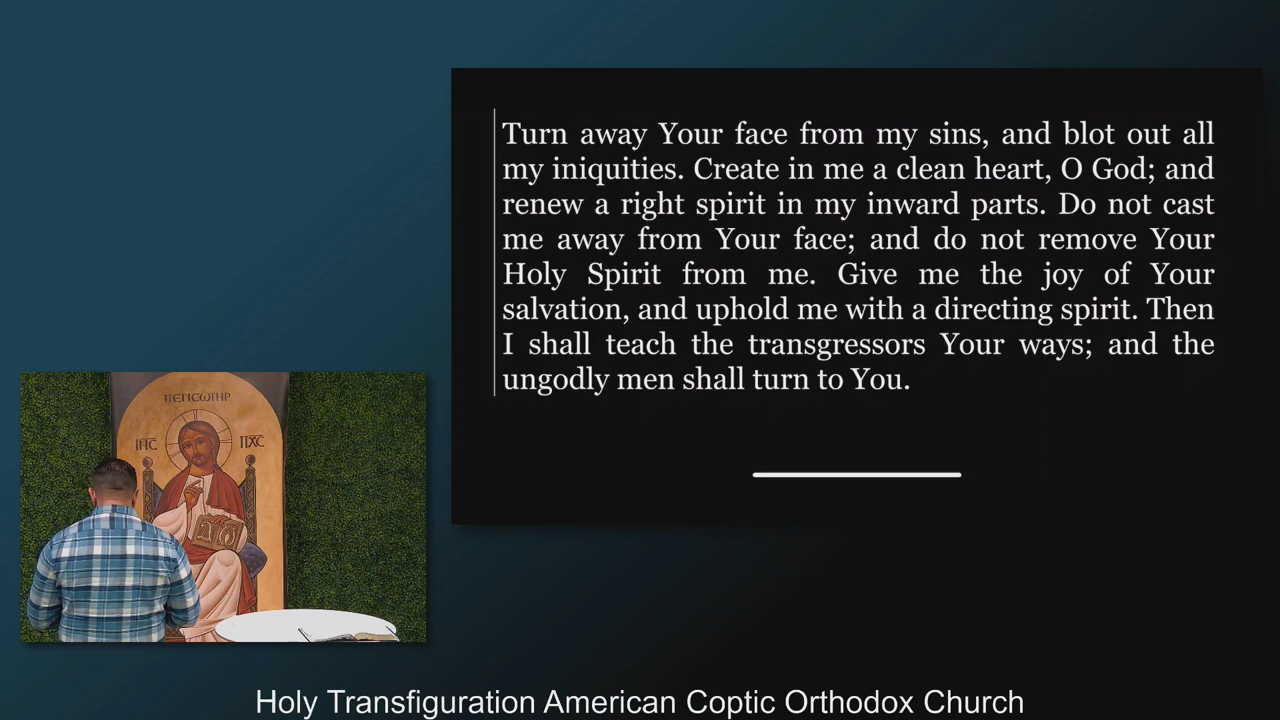 Turn away Your face from my sins, and blot out all
my iniquities. Create in me a clean heart, O God; and
renew a right spirit in my inward parts. Do not cast
me away from Your face; and do not remove Your
Holy Spirit from me. Give me the joy of Your
salvation, and uphold me with a directing spirit. Then
I shall teach the transgressors Your ways; and the
ungodly men shall turn to You.
ⲠⲈⲚⲤⲰⲦⲎⲢ
ⲒⲎⲤ ⲠⲬⲤ
Holy Transfiguration American Coptic Orthodox Church